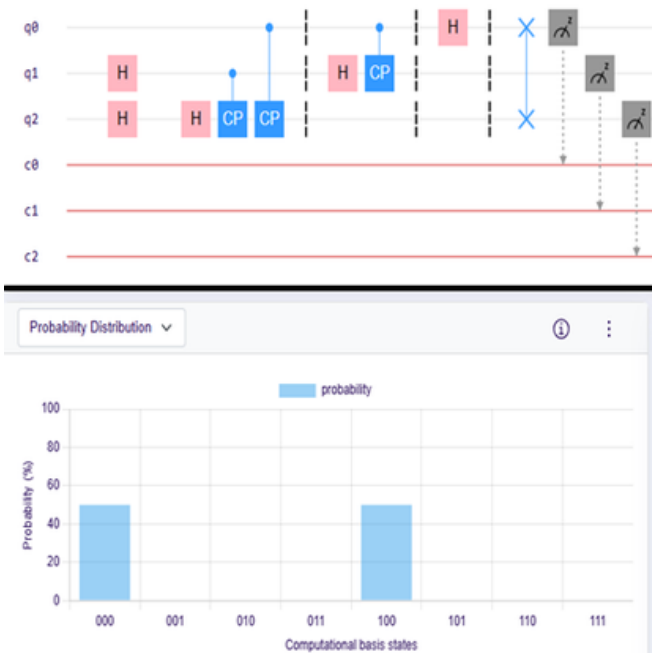 q0 H
q1 H H CP
q2 H H CP CP
c0
c1
c2
z
z
z
Probability Distribution
probability
Probability (%)
100
80
60
40
20
0
000 001 010 011 100 101 110 111
Computational basis states